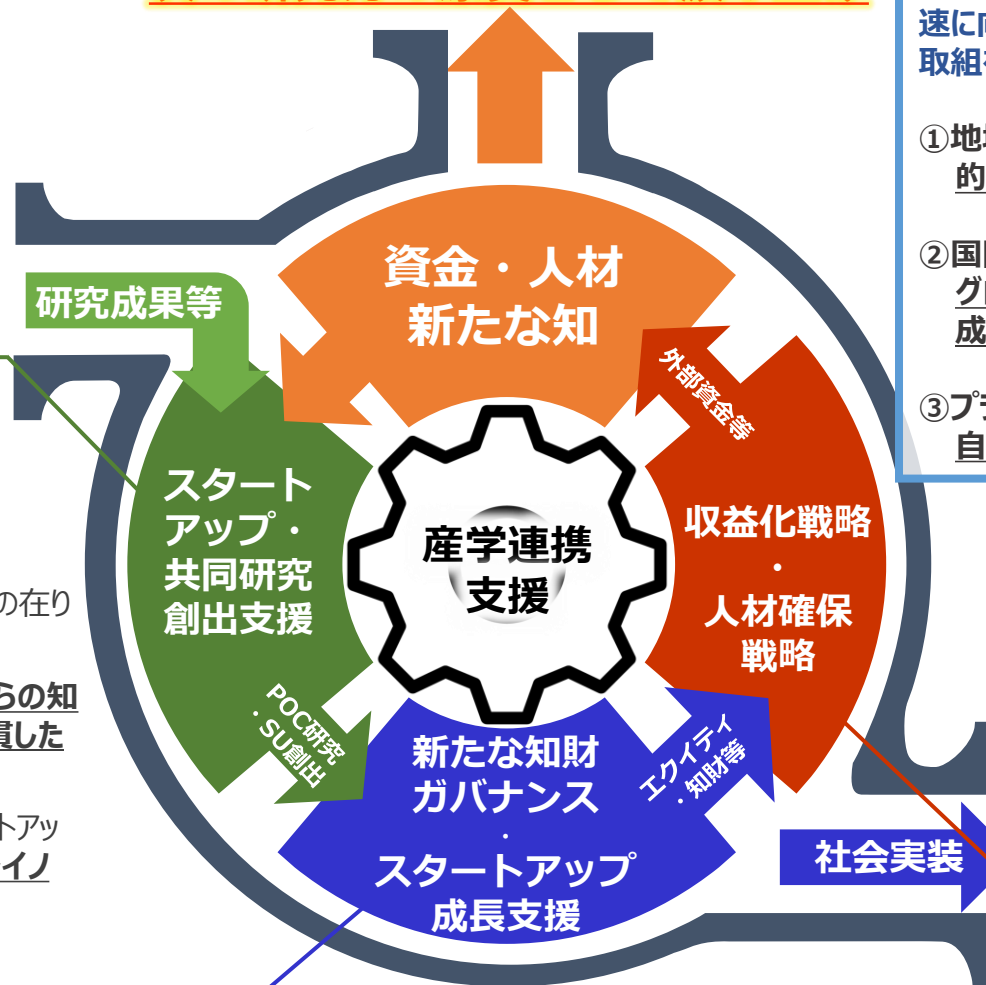 速に向
取組
①地
的
②国
グ
成
③プラ
自
資金・人材
新たな知
研究成果等
外部資金等
スタート
アップ・
共同研究
創出支援
産学連携
支援
収益化戦略
・
人材確保
戦略
の在り
らの知
貫した
トアッ
イノ
POC研究
・SU創出
新たな知財
ガバナンス
・
スタートアップ
成長支援
エクイティ
・知財等
社会実装